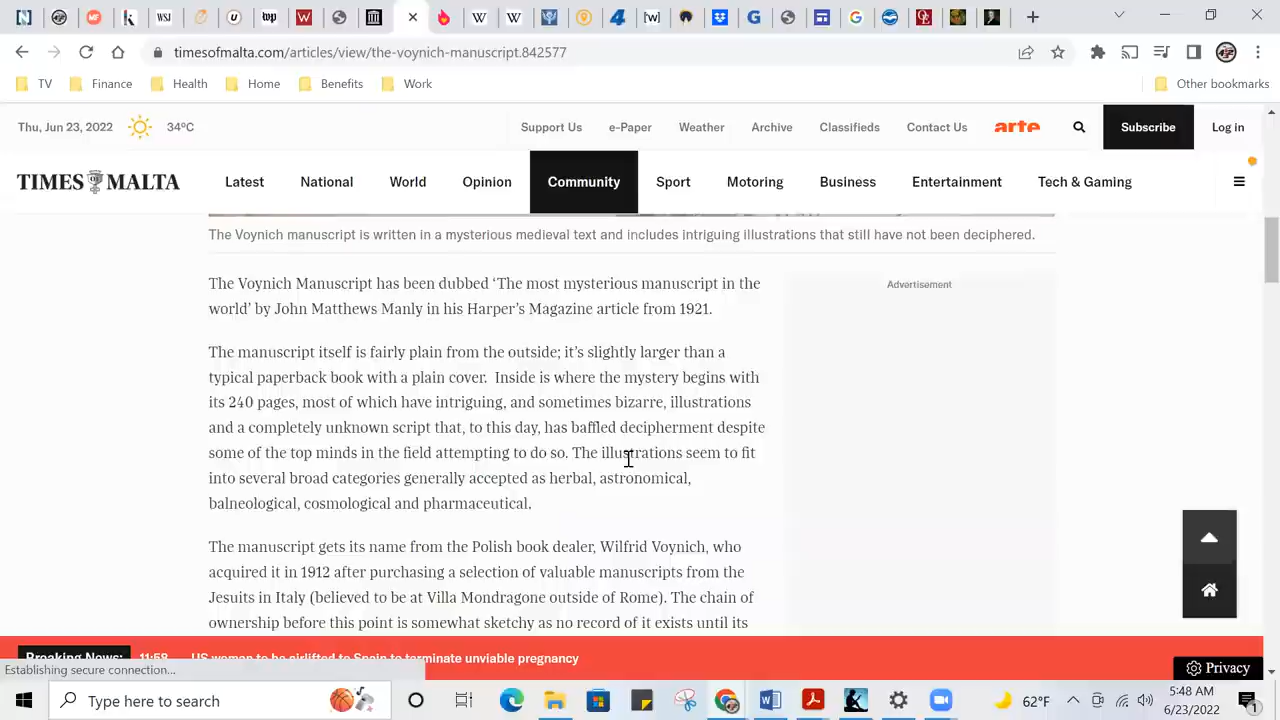 WSJ
timesofmalta.com/articles/view/the-voynich-manuscript.842577
TV Finance Health Home Benefits Work Other bookmarks
Thu, Jun 23, 2022 34ºC Support Us e-Paper Weather Archive Classifieds Contact Us arte Subscribe Log in
TIMES OF MALTA Latest National World Opinion Community Sport Motoring Business Entertainment Tech & Gaming
The Voynich manuscript is written in a mysterious medieval text and includes intriguing illustrations that still have not been deciphered.
The Voynich Manuscript has been dubbed ‘The most mysterious manuscript in the
world’ by John Matthews Manly in his Harper’s Magazine article from 1921.
Advertisement
The manuscript itself is fairly plain from the outside; it’s slightly larger than a
typical paperback book with a plain cover. Inside is where the mystery begins with
its 240 pages, most of which have intriguing, and sometimes bizarre, illustrations
and a completely unknown script that, to this day, has baffled decipherment despite
some of the top minds in the field attempting to do so. The illustrations seem to fit
into several broad categories generally accepted as herbal, astronomical,
balneological, cosmological and pharmaceutical.
The manuscript gets its name from the Polish book dealer, Wilfrid Voynich, who
acquired it in 1912 after purchasing a selection of valuable manuscripts from the
Jesuits in Italy (believed to be at Villa Mondragone outside of Rome). The chain of
ownership before this point is somewhat sketchy as no record of it exists until its
Breaking News: 11:58 US woman to be airlifted to Spain to terminate unviable pregnancy
Establishing secure connection...
Privacy
Type here to search
62°F
5:48 AM
6/23/2022